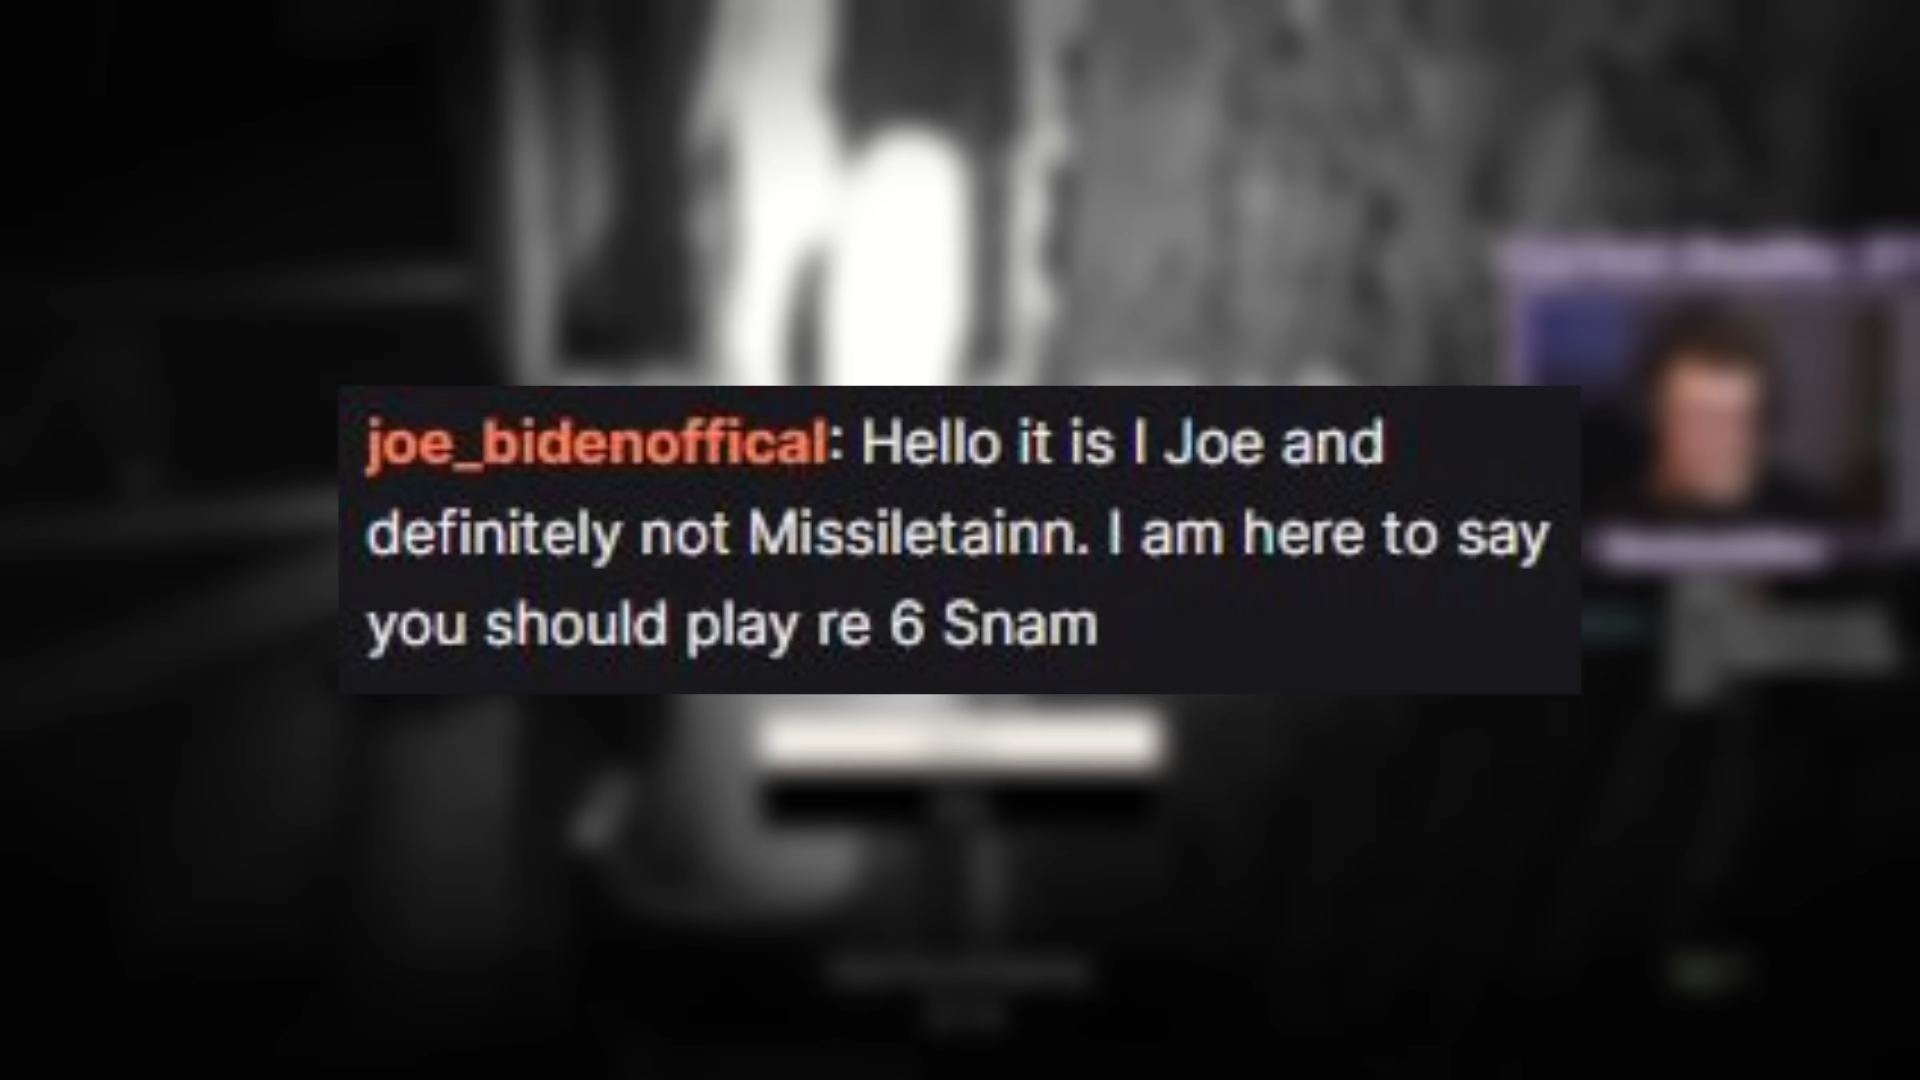 joe_bidenoffical: Hello it is I Joe and
definitely not Missiletainn. I am here to say
you should play re 6 Snam